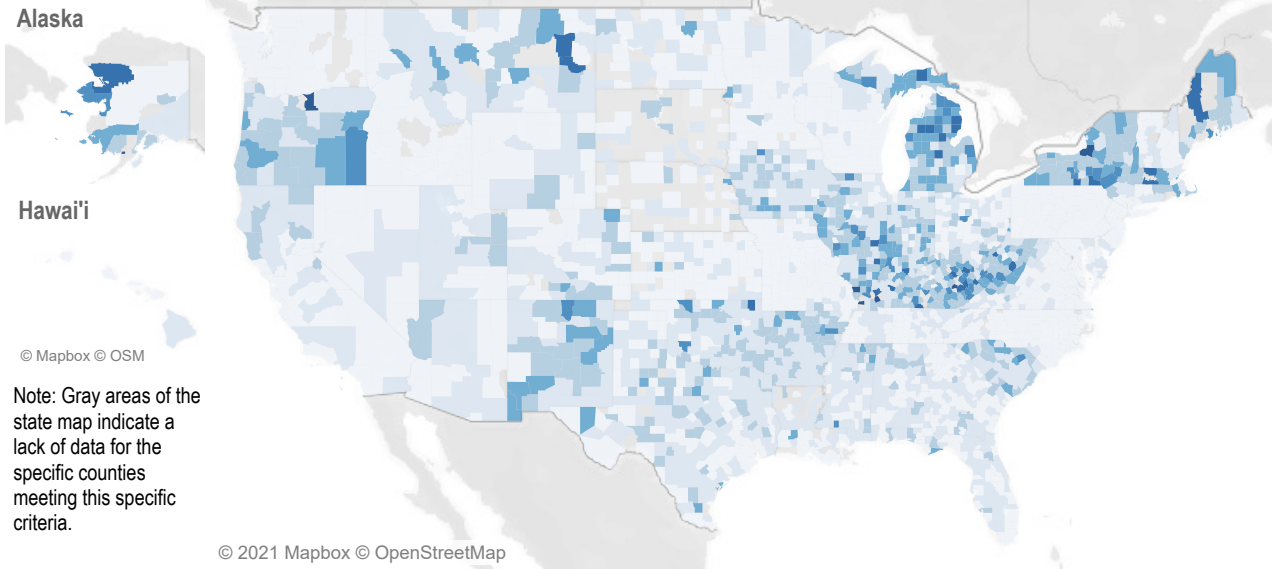 Alaska
Hawai'i
© Mapbox © OSM
Note: Gray areas of the
state map indicate a
lack of data for the
specific counties
meeting this specific
criteria.
© 2021 Mapbox © OpenStreetMap